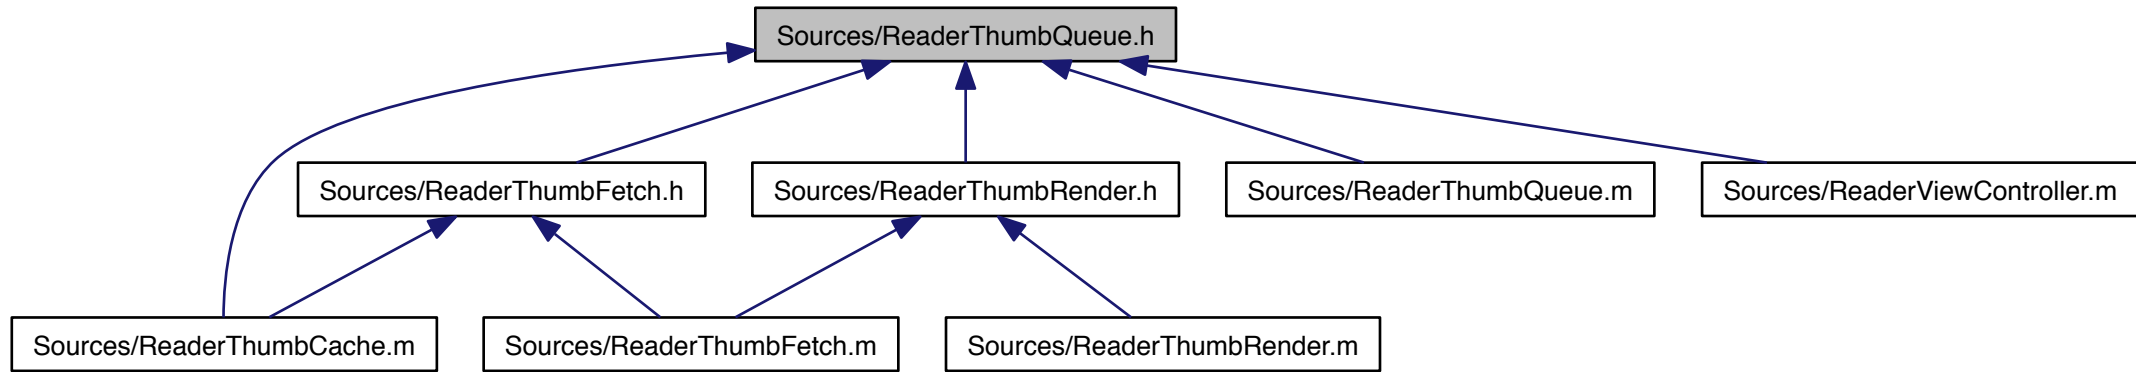 Sources/ReaderThumbQueue.h
Sources/ReaderThumbFetch.h
Sources/ReaderThumbRender.h
Sources/ReaderThumbQueue.m
Sources/ReaderViewController.m
Sources/ReaderThumbCache.m
Sources/ReaderThumbFetch.m
Sources/ReaderThumbRender.m